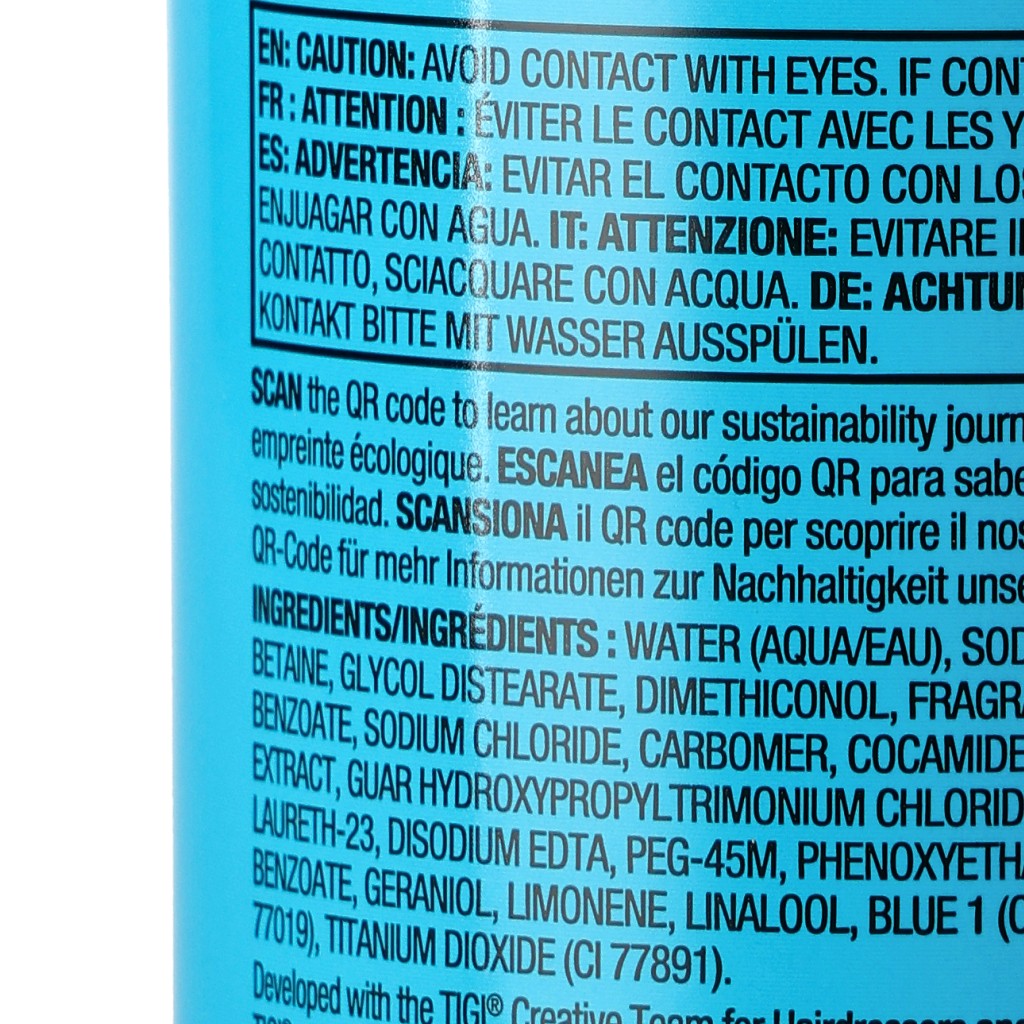 EN: CAUTION: AVOID CONTACT WITH EYES. IF CONT
FR : ATTENTION : ÉVITER LE CONTACT AVEC LES Y
ES: ADVERTENCIA: EVITAR EL CONTACTO CON LOS
ENJUAGAR CON AGUA. IT: ATTENZIONE: EVITARE I
CONTATTO, SCIACQUARE CON ACQUA. DE: ACHTUN
KONTAKT BITTE MIT WASSER AUSSPÜLEN.
SCAN the QR code to learn about our sustainability journ
empreinte écologique. ESCANEA el código QR para sabe
sostenibilidad. SCANSIONA il QR code per scoprire il nos
QR-Code für mehr Informationen zur Nachhaltigkeit unse
INGREDIENTS/INGRÉDIENTS : WATER (AQUA/EAU), SOD
BETAINE, GLYCOL DISTEARATE, DIMETHICONOL, FRAGRA
BENZOATE, SODIUM CHLORIDE, CARBOMER, COCAMIDE
EXTRACT, GUAR HYDROXYPROPYLTRIMONIUM CHLORID
LAURETH-23, DISODIUM EDTA, PEG-45M, PHENOXYETHA
BENZOATE, GERANIOL, LIMONENE, LINALOOL, BLUE 1 (C
77019), TITANIUM DIOXIDE (CI 77891).
Developed with the TIGI® Creative Team for Hairdressers and